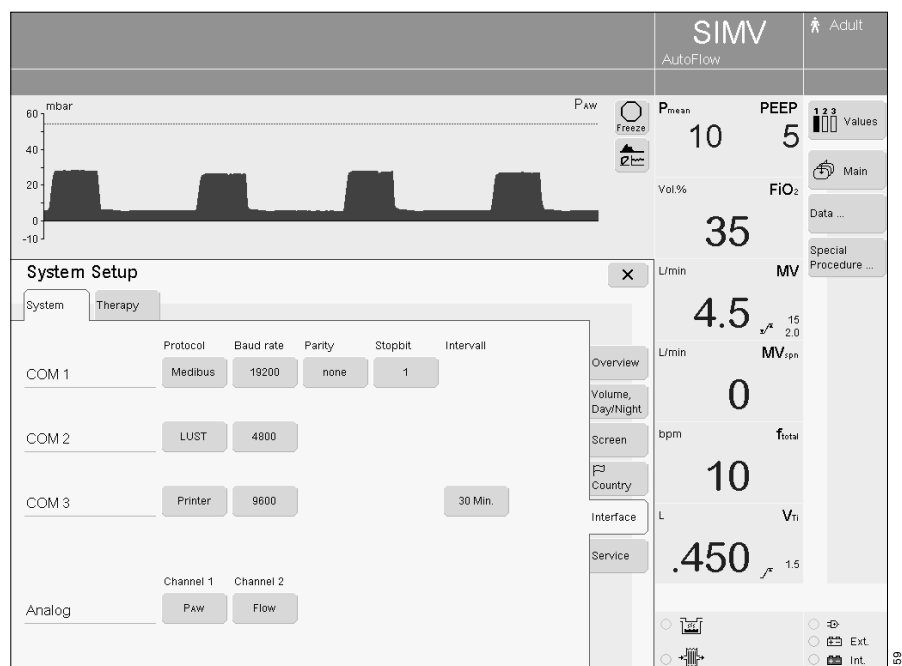 SIMV
AutoFlow
Adult
mbar
PAW
60
40
20
0
-10
Freeze
Pmean PEEP
10 5
1 2 3
Values
Main
Data ...
Special
Procedure ...
Vol.% FiO2
35
L/min MV
4.5 15
2.0
L/min MVspn
0
bpm ftotal
10
L VTi
.450 1.5
System Setup
System Therapy
Protocol Baud rate Parity Stopbit Intervall
COM 1 Medibus 19200 none 1
COM 2 LUST 4800
COM 3 Printer 9600 30 Min.
Channel 1 Channel 2
Analog PAW Flow
Overview
Volume,
Day/Night
Screen
Country
Interface
Service
Ext.
Int.
59